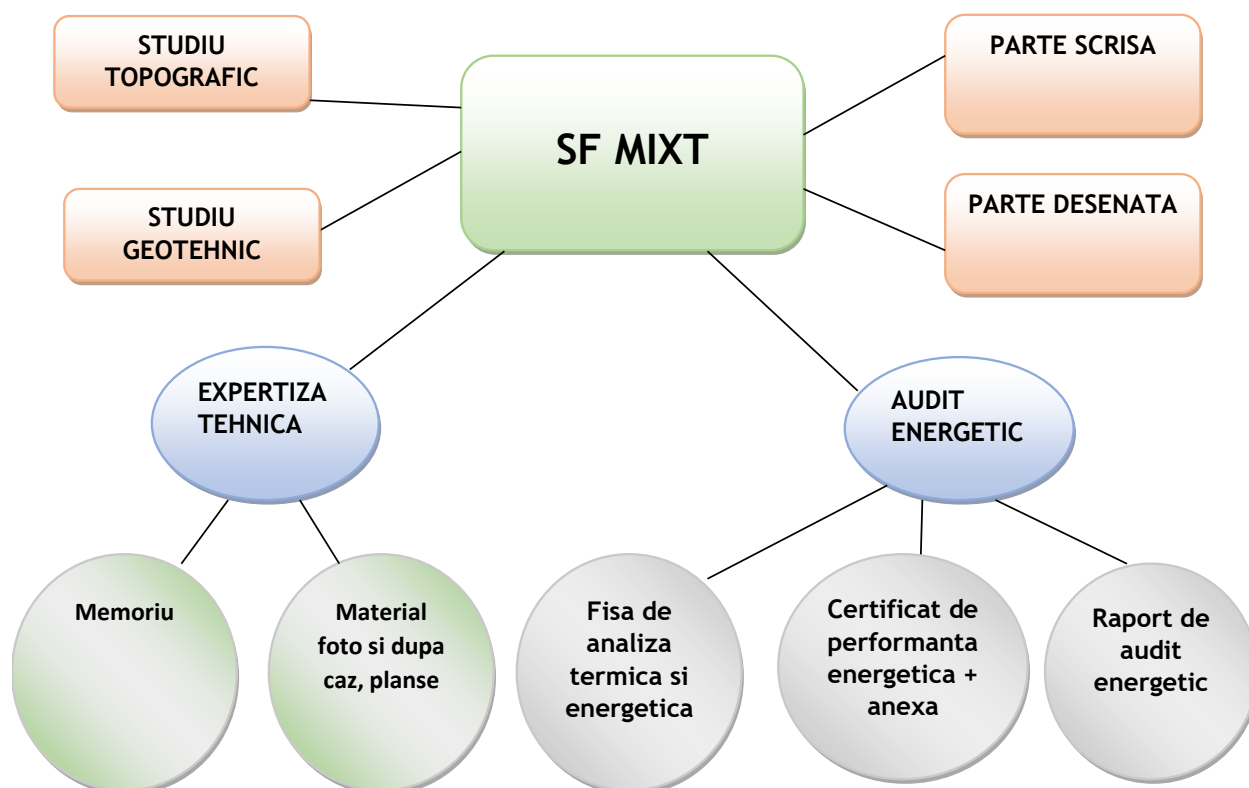 STUDIU
TOPOGRAFIC
SF MIXT
PARTE SCRISA
STUDIU
GEOTEHNIC
PARTE DESENATA
EXPERTIZA
TEHNICA
AUDIT
ENERGETIC
Memoriu
Material
foto si dupa
caz, planse
Fisa de
analiza
termica si
energetica
Certificat de
performanta
energetica +
anexa
Raport de
audit
energetic